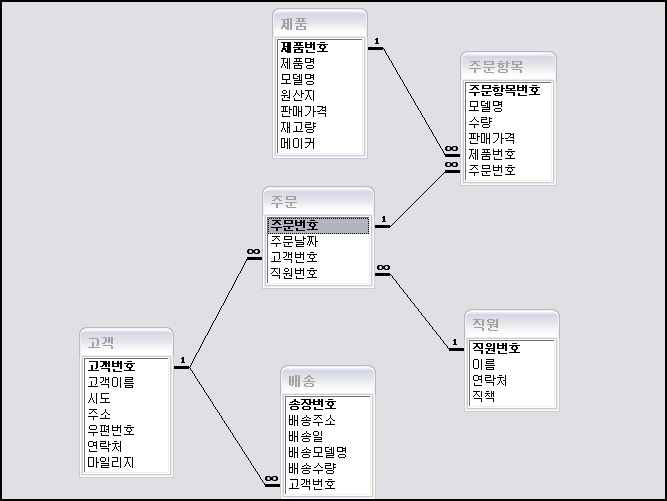 제품
제품번호
제품명
모델명
원산지
판매가격
재고량
메이커
1
주문항목
주문항목번호
모델명
수량
판매가격
제품번호
주문번호
∞
∞
주문
주문번호
주문날짜
고객번호
직원번호
1
∞
∞
고객
고객번호
고객이름
시도
주소
우편번호
연락처
마일리지
1
배송
송장번호
배송주소
배송일
배송모델명
배송수량
고객번호
∞
직원
직원번호
이름
연락처
직책
1